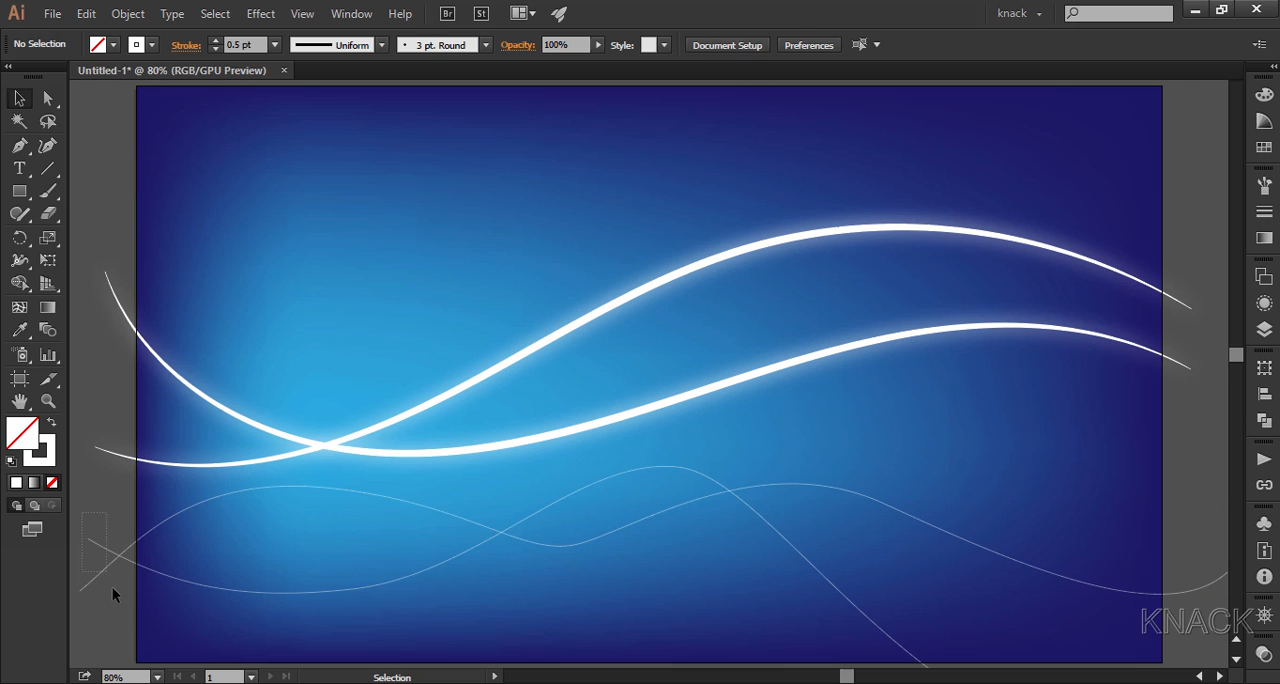 Ai File Edit Object Type Select Effect View Window Help Br St knack
No Selection Stroke: 0.5 pt Uniform 3 pt. Round Opacity: 100% Style: Document Setup Preferences
Untitled-1* @ 80% (RGB/GPU Preview) ×
T
KNACK
80% 1 Selection